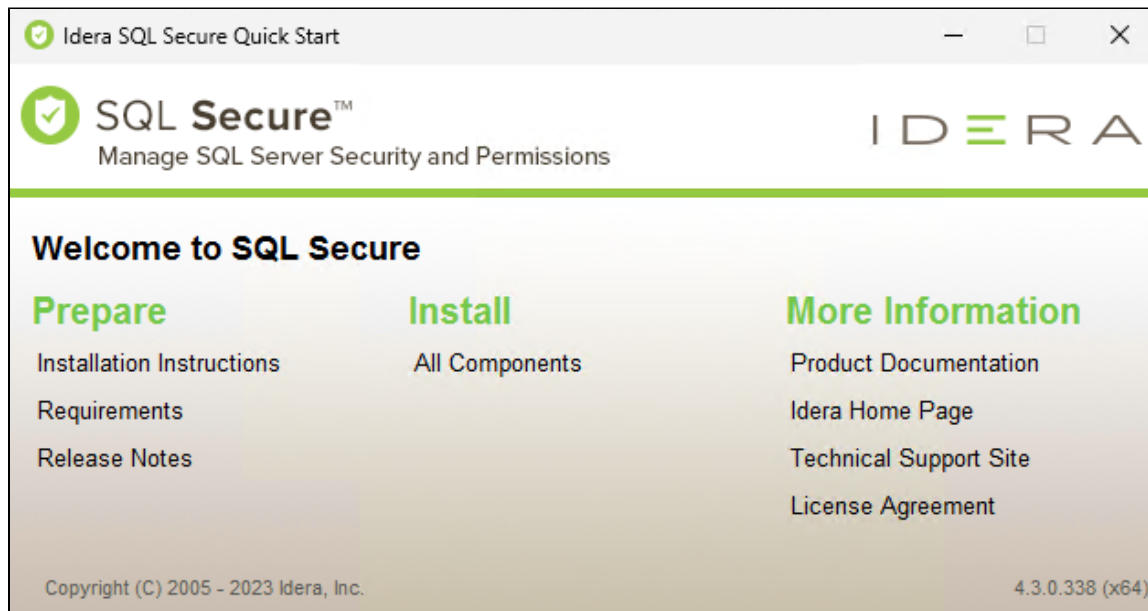 Idera SQL Secure Quick Start
SQL Secure™
Manage SQL Server Security and Permissions
IDERA
Welcome to SQL Secure
Prepare
Installation Instructions
Requirements
Release Notes
Install
All Components
More Information
Product Documentation
Idera Home Page
Technical Support Site
License Agreement
Copyright (C) 2005 - 2023 Idera, Inc.
4.3.0.338 (x64)